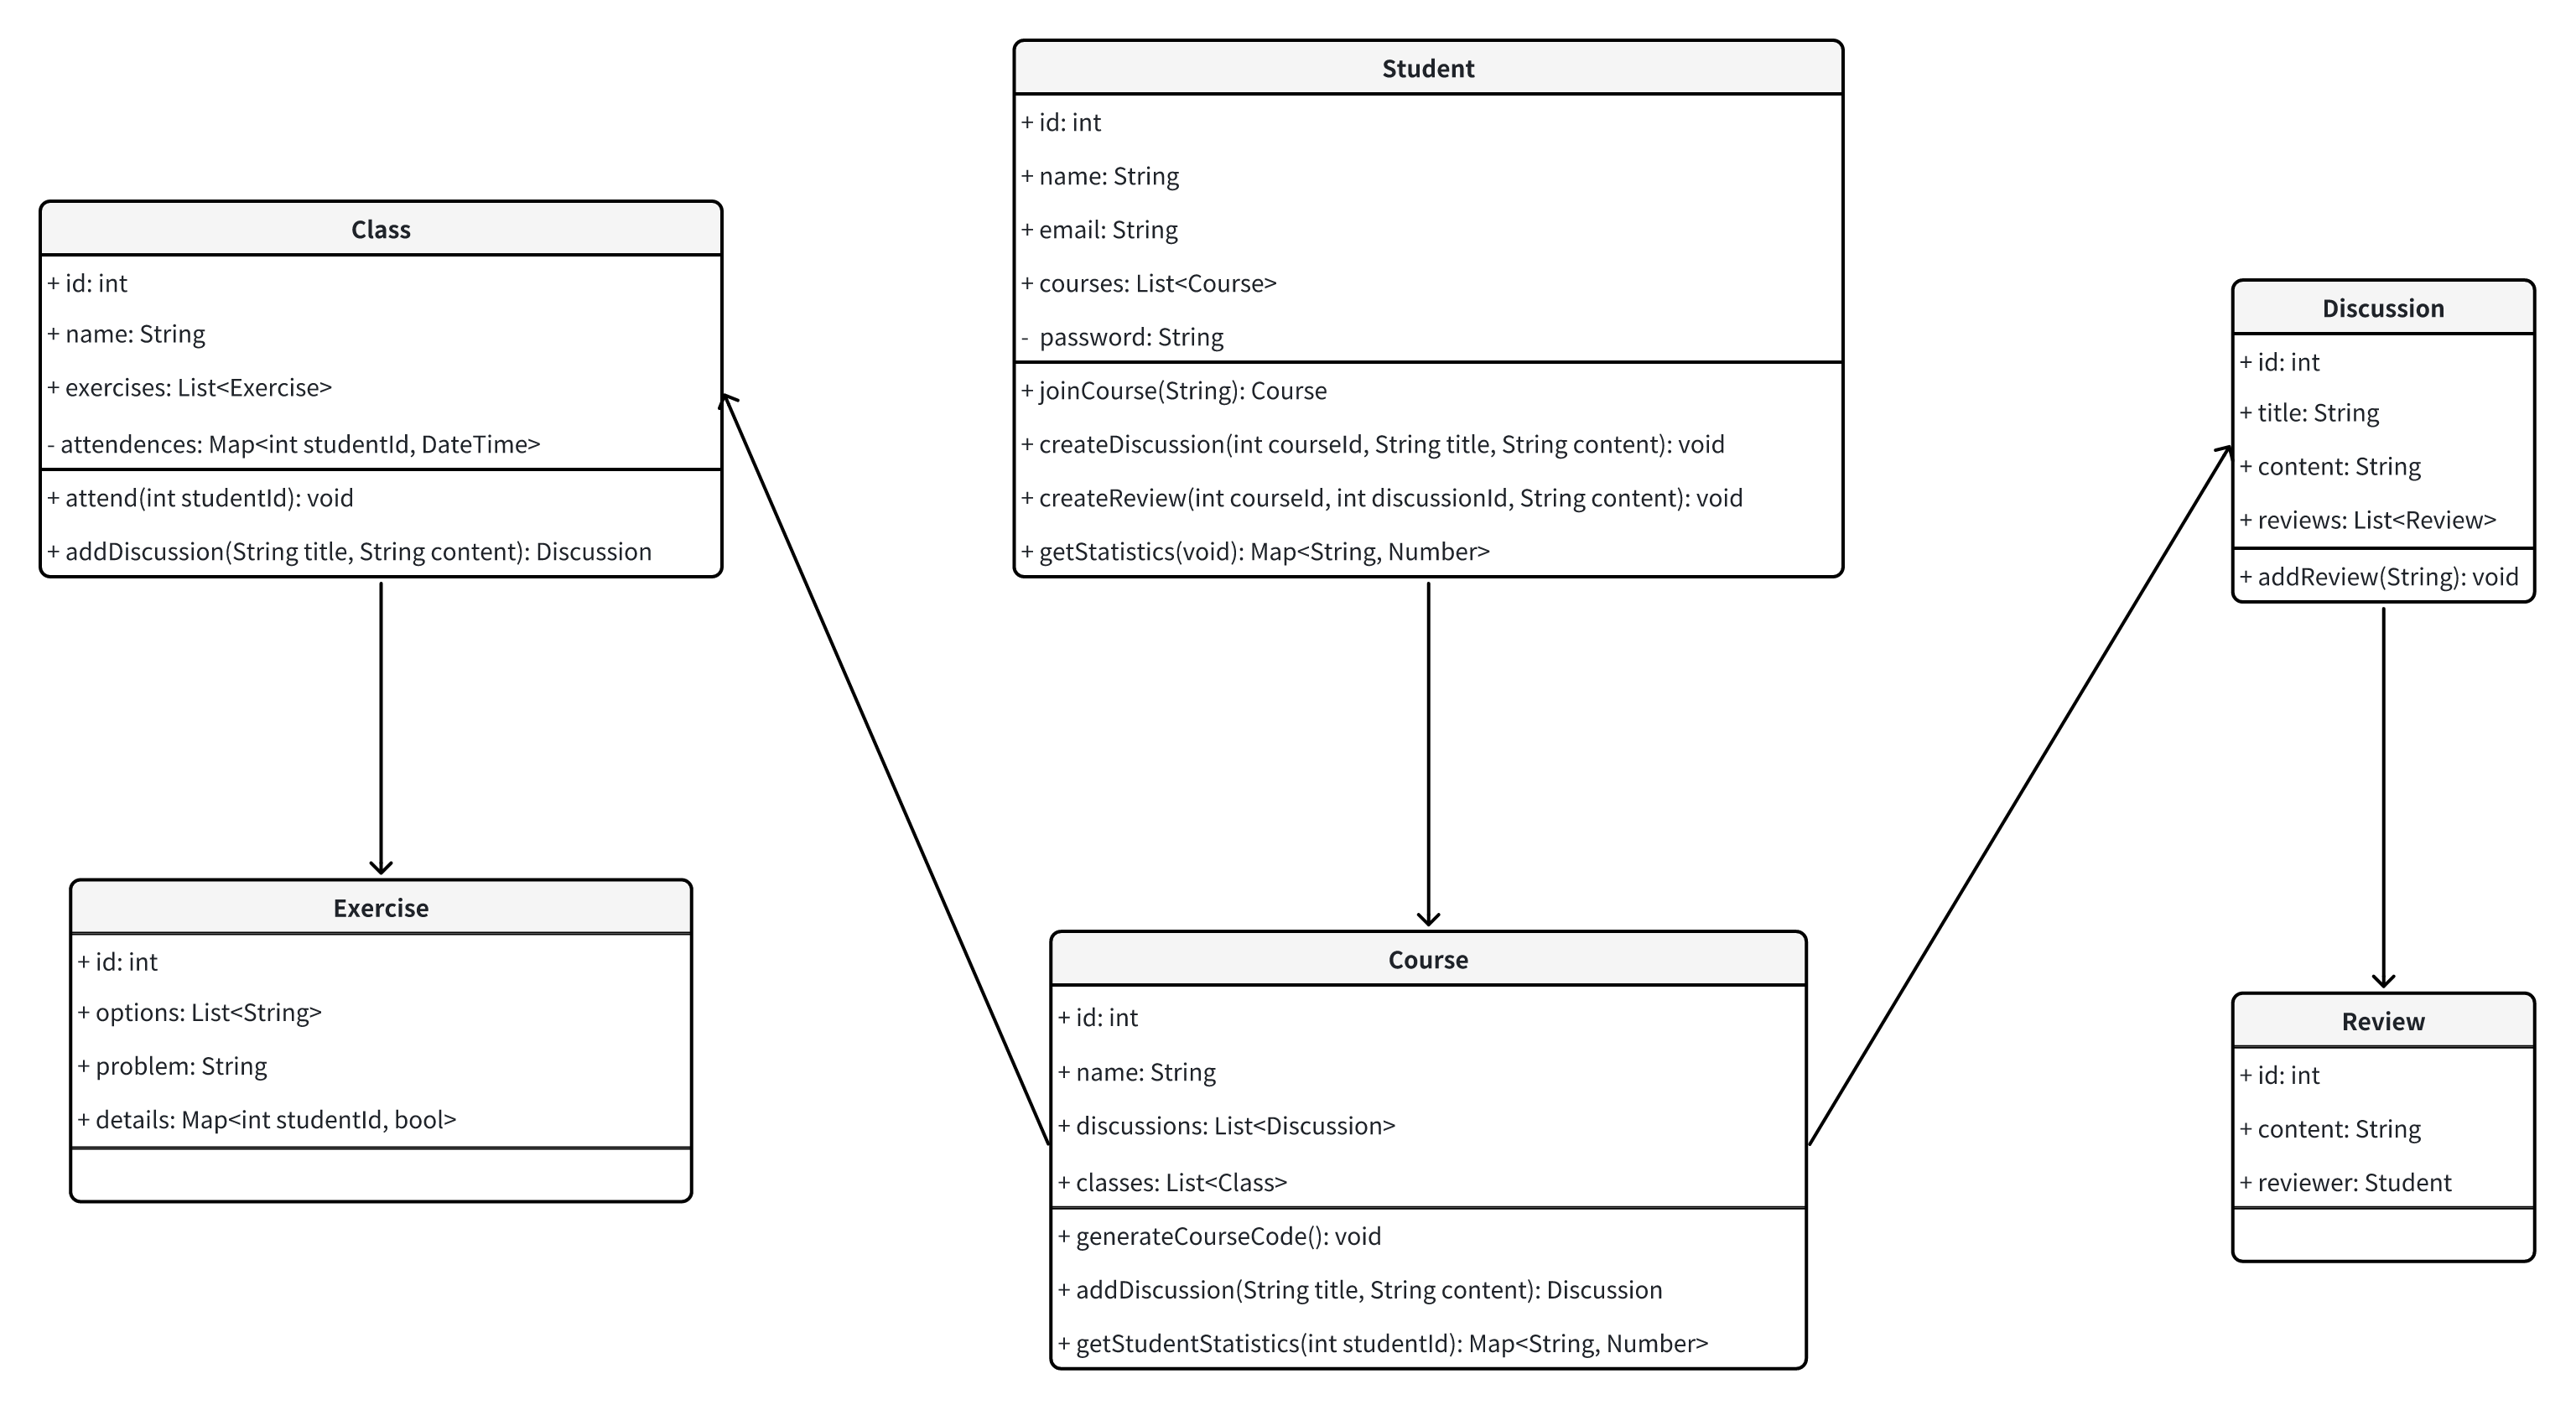 Student
+ id: int
+ name: String
+ email: String
+ courses: List<Course>
- password: String
+ joinCourse(String): Course
+ createDiscussion(int courseId, String title, String content): void
+ createReview(int courseId, int discussionId, String content): void
+ getStatistics(void): Map<String, Number>
Class
+ id: int
+ name: String
+ exercises: List<Exercise>
- attendences: Map<int studentId, DateTime>
+ attend(int studentId): void
+ addDiscussion(String title, String content): Discussion
Discussion
+ id: int
+ title: String
+ content: String
+ reviews: List<Review>
+ addReview(String): void
Exercise
+ id: int
+ options: List<String>
+ problem: String
+ details: Map<int studentId, bool>
Course
+ id: int
+ name: String
+ discussions: List<Discussion>
+ classes: List<Class>
+ generateCourseCode(): void
+ addDiscussion(String title, String content): Discussion
+ getStudentStatistics(int studentId): Map<String, Number>
Review
+ id: int
+ content: String
+ reviewer: Student